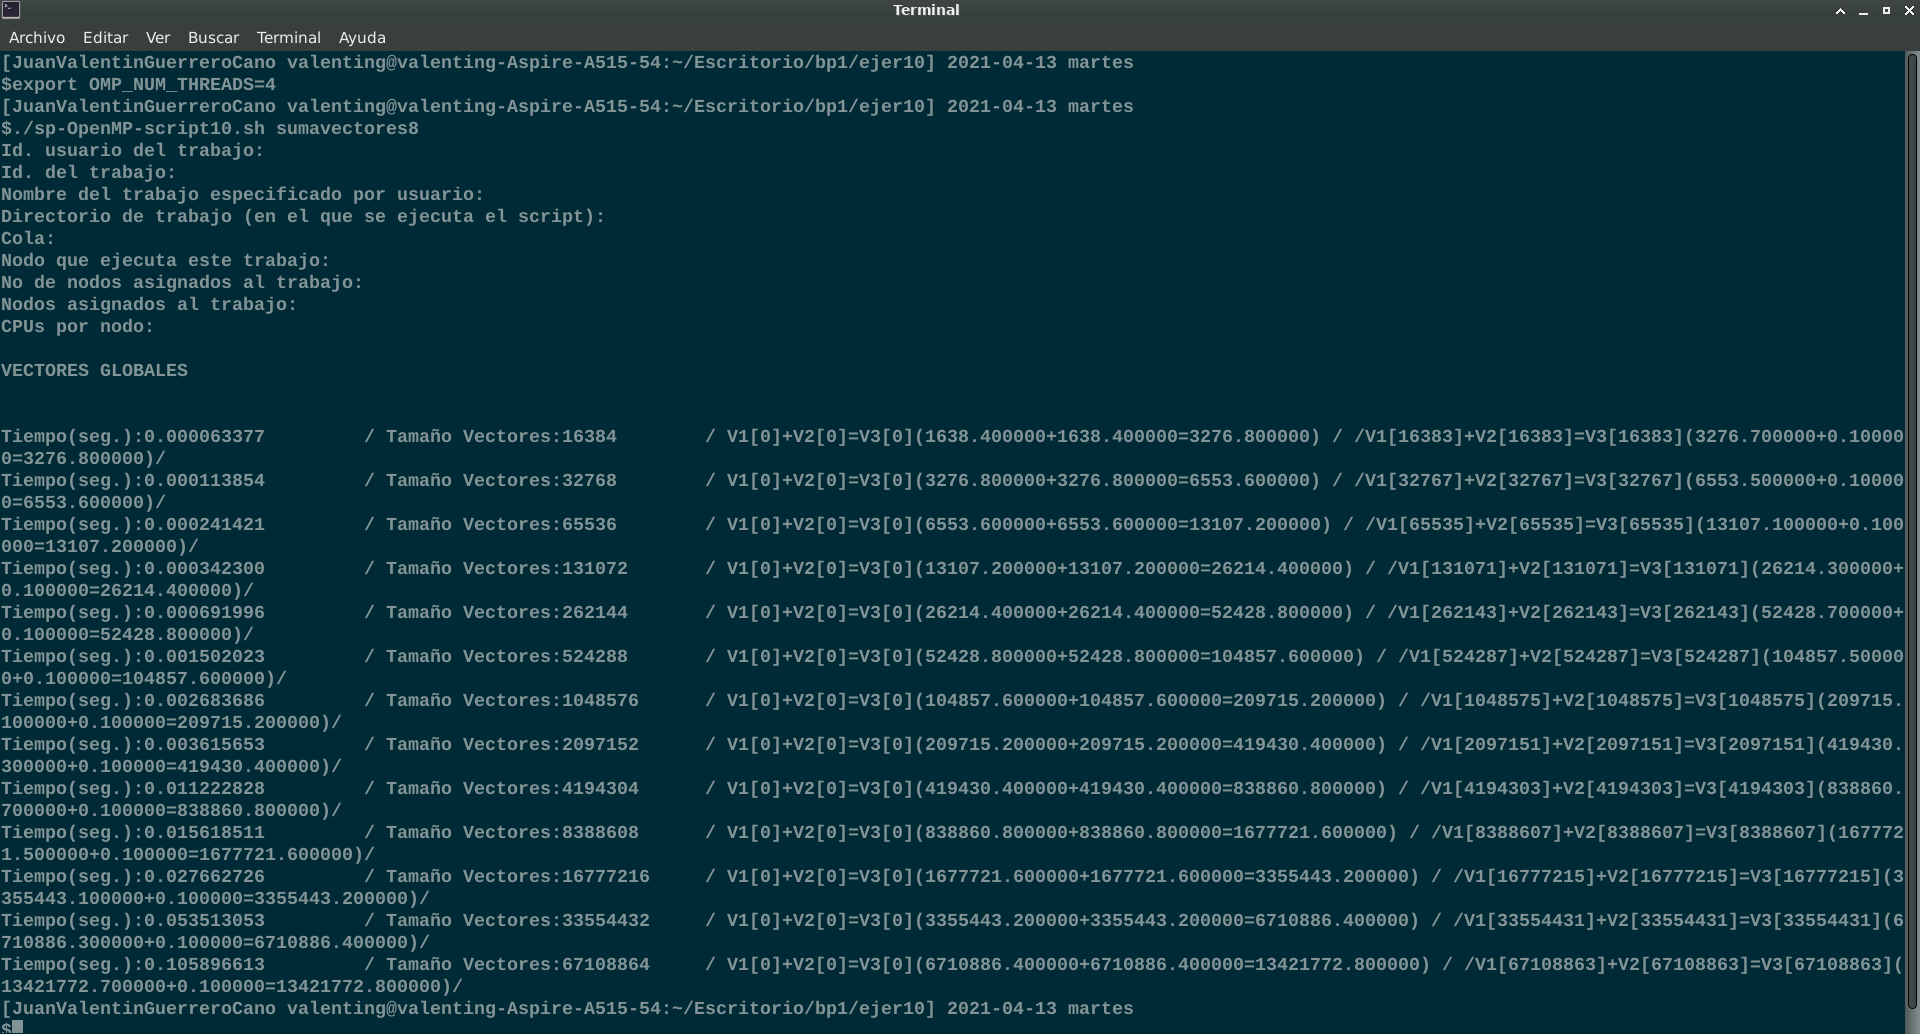 Terminal
Archivo Editar Ver Buscar Terminal Ayuda
[JuanValentinGuerreroCano valenting@valenting-Aspire-A515-54:~/Escritorio/bp1/ejer10] 2021-04-13 martes
$export OMP_NUM_THREADS=4
[JuanValentinGuerreroCano valenting@valenting-Aspire-A515-54:~/Escritorio/bp1/ejer10] 2021-04-13 martes
$./sp-OpenMP-script10.sh sumavectores8
Id. usuario del trabajo:
Id. del trabajo:
Nombre del trabajo especificado por usuario:
Directorio de trabajo (en el que se ejecuta el script):
Cola:
Nodo que ejecuta este trabajo:
No de nodos asignados al trabajo:
Nodos asignados al trabajo:
CPUs por nodo:
VECTORES GLOBALES
Tiempo(seg.):0.000063377 / Tamaño Vectores:16384 / V1[0]+V2[0]=V3[0](1638.400000+1638.400000=3276.800000) / /V1[16383]+V2[16383]=V3[16383](3276.700000+0.10000
0=3276.800000)/
Tiempo(seg.):0.000113854 / Tamaño Vectores:32768 / V1[0]+V2[0]=V3[0](3276.800000+3276.800000=6553.600000) / /V1[32767]+V2[32767]=V3[32767](6553.500000+0.10000
0=6553.600000)/
Tiempo(seg.):0.000241421 / Tamaño Vectores:65536 / V1[0]+V2[0]=V3[0](6553.600000+6553.600000=13107.200000) / /V1[65535]+V2[65535]=V3[65535](13107.100000+0.100
000=13107.200000)/
Tiempo(seg.):0.000342300 / Tamaño Vectores:131072 / V1[0]+V2[0]=V3[0](13107.200000+13107.200000=26214.400000) / /V1[131071]+V2[131071]=V3[131071](26214.300000+
0.100000=26214.400000)/
Tiempo(seg.):0.000691996 / Tamaño Vectores:262144 / V1[0]+V2[0]=V3[0](26214.400000+26214.400000=52428.800000) / /V1[262143]+V2[262143]=V3[262143](52428.700000+
0.100000=52428.800000)/
Tiempo(seg.):0.001502023 / Tamaño Vectores:524288 / V1[0]+V2[0]=V3[0](52428.800000+52428.800000=104857.600000) / /V1[524287]+V2[524287]=V3[524287](104857.50000
0+0.100000=104857.600000)/
Tiempo(seg.):0.002683686 / Tamaño Vectores:1048576 / V1[0]+V2[0]=V3[0](104857.600000+104857.600000=209715.200000) / /V1[1048575]+V2[1048575]=V3[1048575](209715.
100000+0.100000=209715.200000)/
Tiempo(seg.):0.003615653 / Tamaño Vectores:2097152 / V1[0]+V2[0]=V3[0](209715.200000+209715.200000=419430.400000) / /V1[2097151]+V2[2097151]=V3[2097151](419430.
300000+0.100000=419430.400000)/
Tiempo(seg.):0.011222828 / Tamaño Vectores:4194304 / V1[0]+V2[0]=V3[0](419430.400000+419430.400000=838860.800000) / /V1[4194303]+V2[4194303]=V3[4194303](838860.
700000+0.100000=838860.800000)/
Tiempo(seg.):0.015618511 / Tamaño Vectores:8388608 / V1[0]+V2[0]=V3[0](838860.800000+838860.800000=1677721.600000) / /V1[8388607]+V2[8388607]=V3[8388607](167772
1.500000+0.100000=1677721.600000)/
Tiempo(seg.):0.027662726 / Tamaño Vectores:16777216 / V1[0]+V2[0]=V3[0](1677721.600000+1677721.600000=3355443.200000) / /V1[16777215]+V2[16777215]=V3[16777215](3
355443.100000+0.100000=3355443.200000)/
Tiempo(seg.):0.053513053 / Tamaño Vectores:33554432 / V1[0]+V2[0]=V3[0](3355443.200000+3355443.200000=6710886.400000) / /V1[33554431]+V2[33554431]=V3[33554431](6
710886.300000+0.100000=6710886.400000)/
Tiempo(seg.):0.105896613 / Tamaño Vectores:67108864 / V1[0]+V2[0]=V3[0](6710886.400000+6710886.400000=13421772.800000) / /V1[67108863]+V2[67108863]=V3[67108863](
13421772.700000+0.100000=13421772.800000)/
[JuanValentinGuerreroCano valenting@valenting-Aspire-A515-54:~/Escritorio/bp1/ejer10] 2021-04-13 martes
$